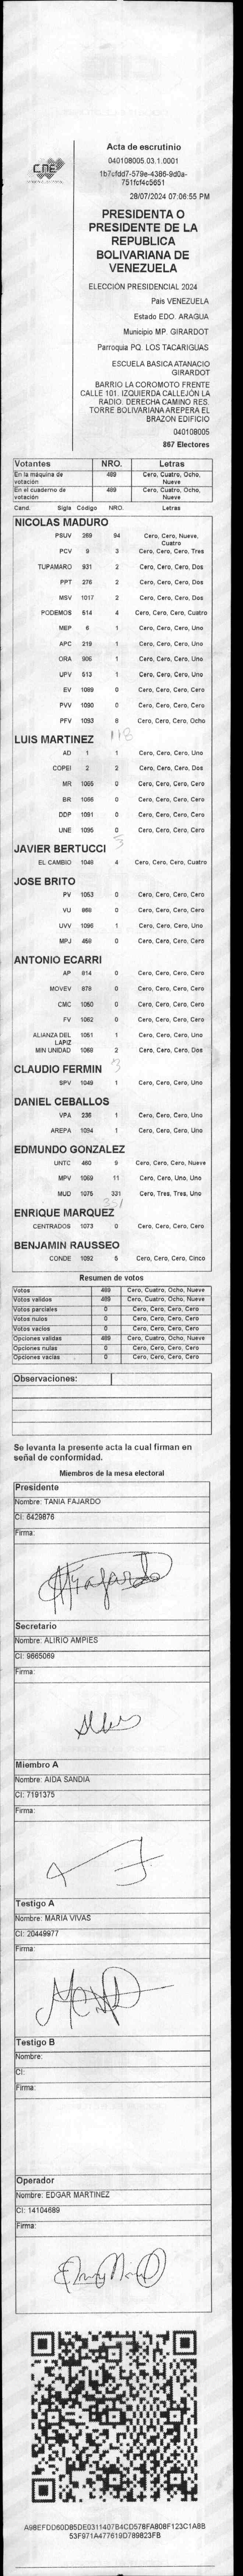 CNE
Acta de escrutinio
040108005.03.1.0001
1b7cfdd7-579e-4386-9d0a-
751fcf4c5651
28/07/2024 07:06:55 PM
PRESIDENTA O
PRESIDENTE DE LA
REPUBLICA
BOLIVARIANA DE
VENEZUELA
ELECCIÓN PRESIDENCIAL 2024
Pais VENEZUELA
Estado EDO. ARAGUA
Municipio MP. GIRARDOT
Parroquia PQ. LOS TACARIGUAS
ESCUELA BASICA ATANACIO
GIRARDOT
BARRIO LA COROMOTO FRENTE
CALLE 101. IZQUIERDA CALLEJÓN LA
RADIO. DERECHA CAMINO RES.
TORRE BOLIVARIANA AREPERA EL
BRAZON EDIFICIO
040108005
867 Electores
Votantes NRO. Letras
En la máquina de votación 489 Cero, Cuatro, Ocho, Nueve
En el cuaderno de votación 489 Cero, Cuatro, Ocho, Nueve
Cand. Sigla Código NRO. Letras
NICOLAS MADURO
PSUV 269 94 Cero, Cero, Nueve, Cuatro
PCV 9 3 Cero, Cero, Cero, Tres
TUPAMARO 931 2 Cero, Cero, Cero, Dos
PPT 276 2 Cero, Cero, Cero, Dos
MSV 1017 2 Cero, Cero, Cero, Dos
PODEMOS 514 4 Cero, Cero, Cero, Cuatro
MEP 6 1 Cero, Cero, Cero, Uno
APC 219 1 Cero, Cero, Cero, Uno
ORA 906 1 Cero, Cero, Cero, Uno
UPV 513 1 Cero, Cero, Cero, Uno
EV 1089 0 Cero, Cero, Cero, Cero
PVV 1090 0 Cero, Cero, Cero, Cero
PFV 1093 8 Cero, Cero, Cero, Ocho
118
LUIS MARTINEZ
AD 1 1 Cero, Cero, Cero, Uno
COPEI 2 2 Cero, Cero, Cero, Dos
MR 1065 0 Cero, Cero, Cero, Cero
BR 1066 0 Cero, Cero, Cero, Cero
DDP 1091 0 Cero, Cero, Cero, Cero
UNE 1095 0 Cero, Cero, Cero, Cero
3
JAVIER BERTUCCI
EL CAMBIO 1048 4 Cero, Cero, Cero, Cuatro
JOSE BRITO
PV 1053 0 Cero, Cero, Cero, Cero
VU 868 0 Cero, Cero, Cero, Cero
UVV 1096 1 Cero, Cero, Cero, Uno
MPJ 458 0 Cero, Cero, Cero, Cero
ANTONIO ECARRI
AP 814 0 Cero, Cero, Cero, Cero
MOVEV 878 0 Cero, Cero, Cero, Cero
CMC 1050 0 Cero, Cero, Cero, Cero
FV 1062 0 Cero, Cero, Cero, Cero
ALIANZA DEL LAPIZ 1051 1 Cero, Cero, Cero, Uno
MIN UNIDAD 1068 2 Cero, Cero, Cero, Dos
3
CLAUDIO FERMIN
SPV 1049 1 Cero, Cero, Cero, Uno
DANIEL CEBALLOS
VPA 236 1 Cero, Cero, Cero, Uno
AREPA 1094 1 Cero, Cero, Cero, Uno
EDMUNDO GONZALEZ
UNTC 460 9 Cero, Cero, Cero, Nueve
MPV 1069 11 Cero, Cero, Uno, Uno
MUD 1075 331 Cero, Tres, Tres, Uno
351
ENRIQUE MARQUEZ
CENTRADOS 1073 0 Cero, Cero, Cero, Cero
BENJAMIN RAUSSEO
CONDE 1092 5 Cero, Cero, Cero, Cinco
Resumen de votos
Votos 489 Cero, Cuatro, Ocho, Nueve
Votos validos 489 Cero, Cuatro, Ocho, Nueve
Votos parciales 0 Cero, Cero, Cero, Cero
Votos nulos 0 Cero, Cero, Cero, Cero
Votos vacios 0 Cero, Cero, Cero, Cero
Opciones validas 489 Cero, Cuatro, Ocho, Nueve
Opciones nulas 0 Cero, Cero, Cero, Cero
Opciones vacias 0 Cero, Cero, Cero, Cero
Observaciones:
Se levanta la presente acta la cual firman en
señal de conformidad.
Miembros de la mesa electoral
Presidente
Nombre: TANIA FAJARDO
CI: 6429876
Firma:
Secretario
Nombre: ALIRIO AMPIES
CI: 9665069
Firma:
Miembro A
Nombre: AIDA SANDIA
CI: 7191375
Firma:
Testigo A
Nombre: MARIA VIVAS
CI: 20449977
Firma:
Testigo B
Nombre:
CI:
Firma:
Operador
Nombre: EDGAR MARTINEZ
CI: 14104689
Firma:
A98EFDD60D85DE0311407B4CD578FA808F123C1A8B
53F971A477619D789823FB